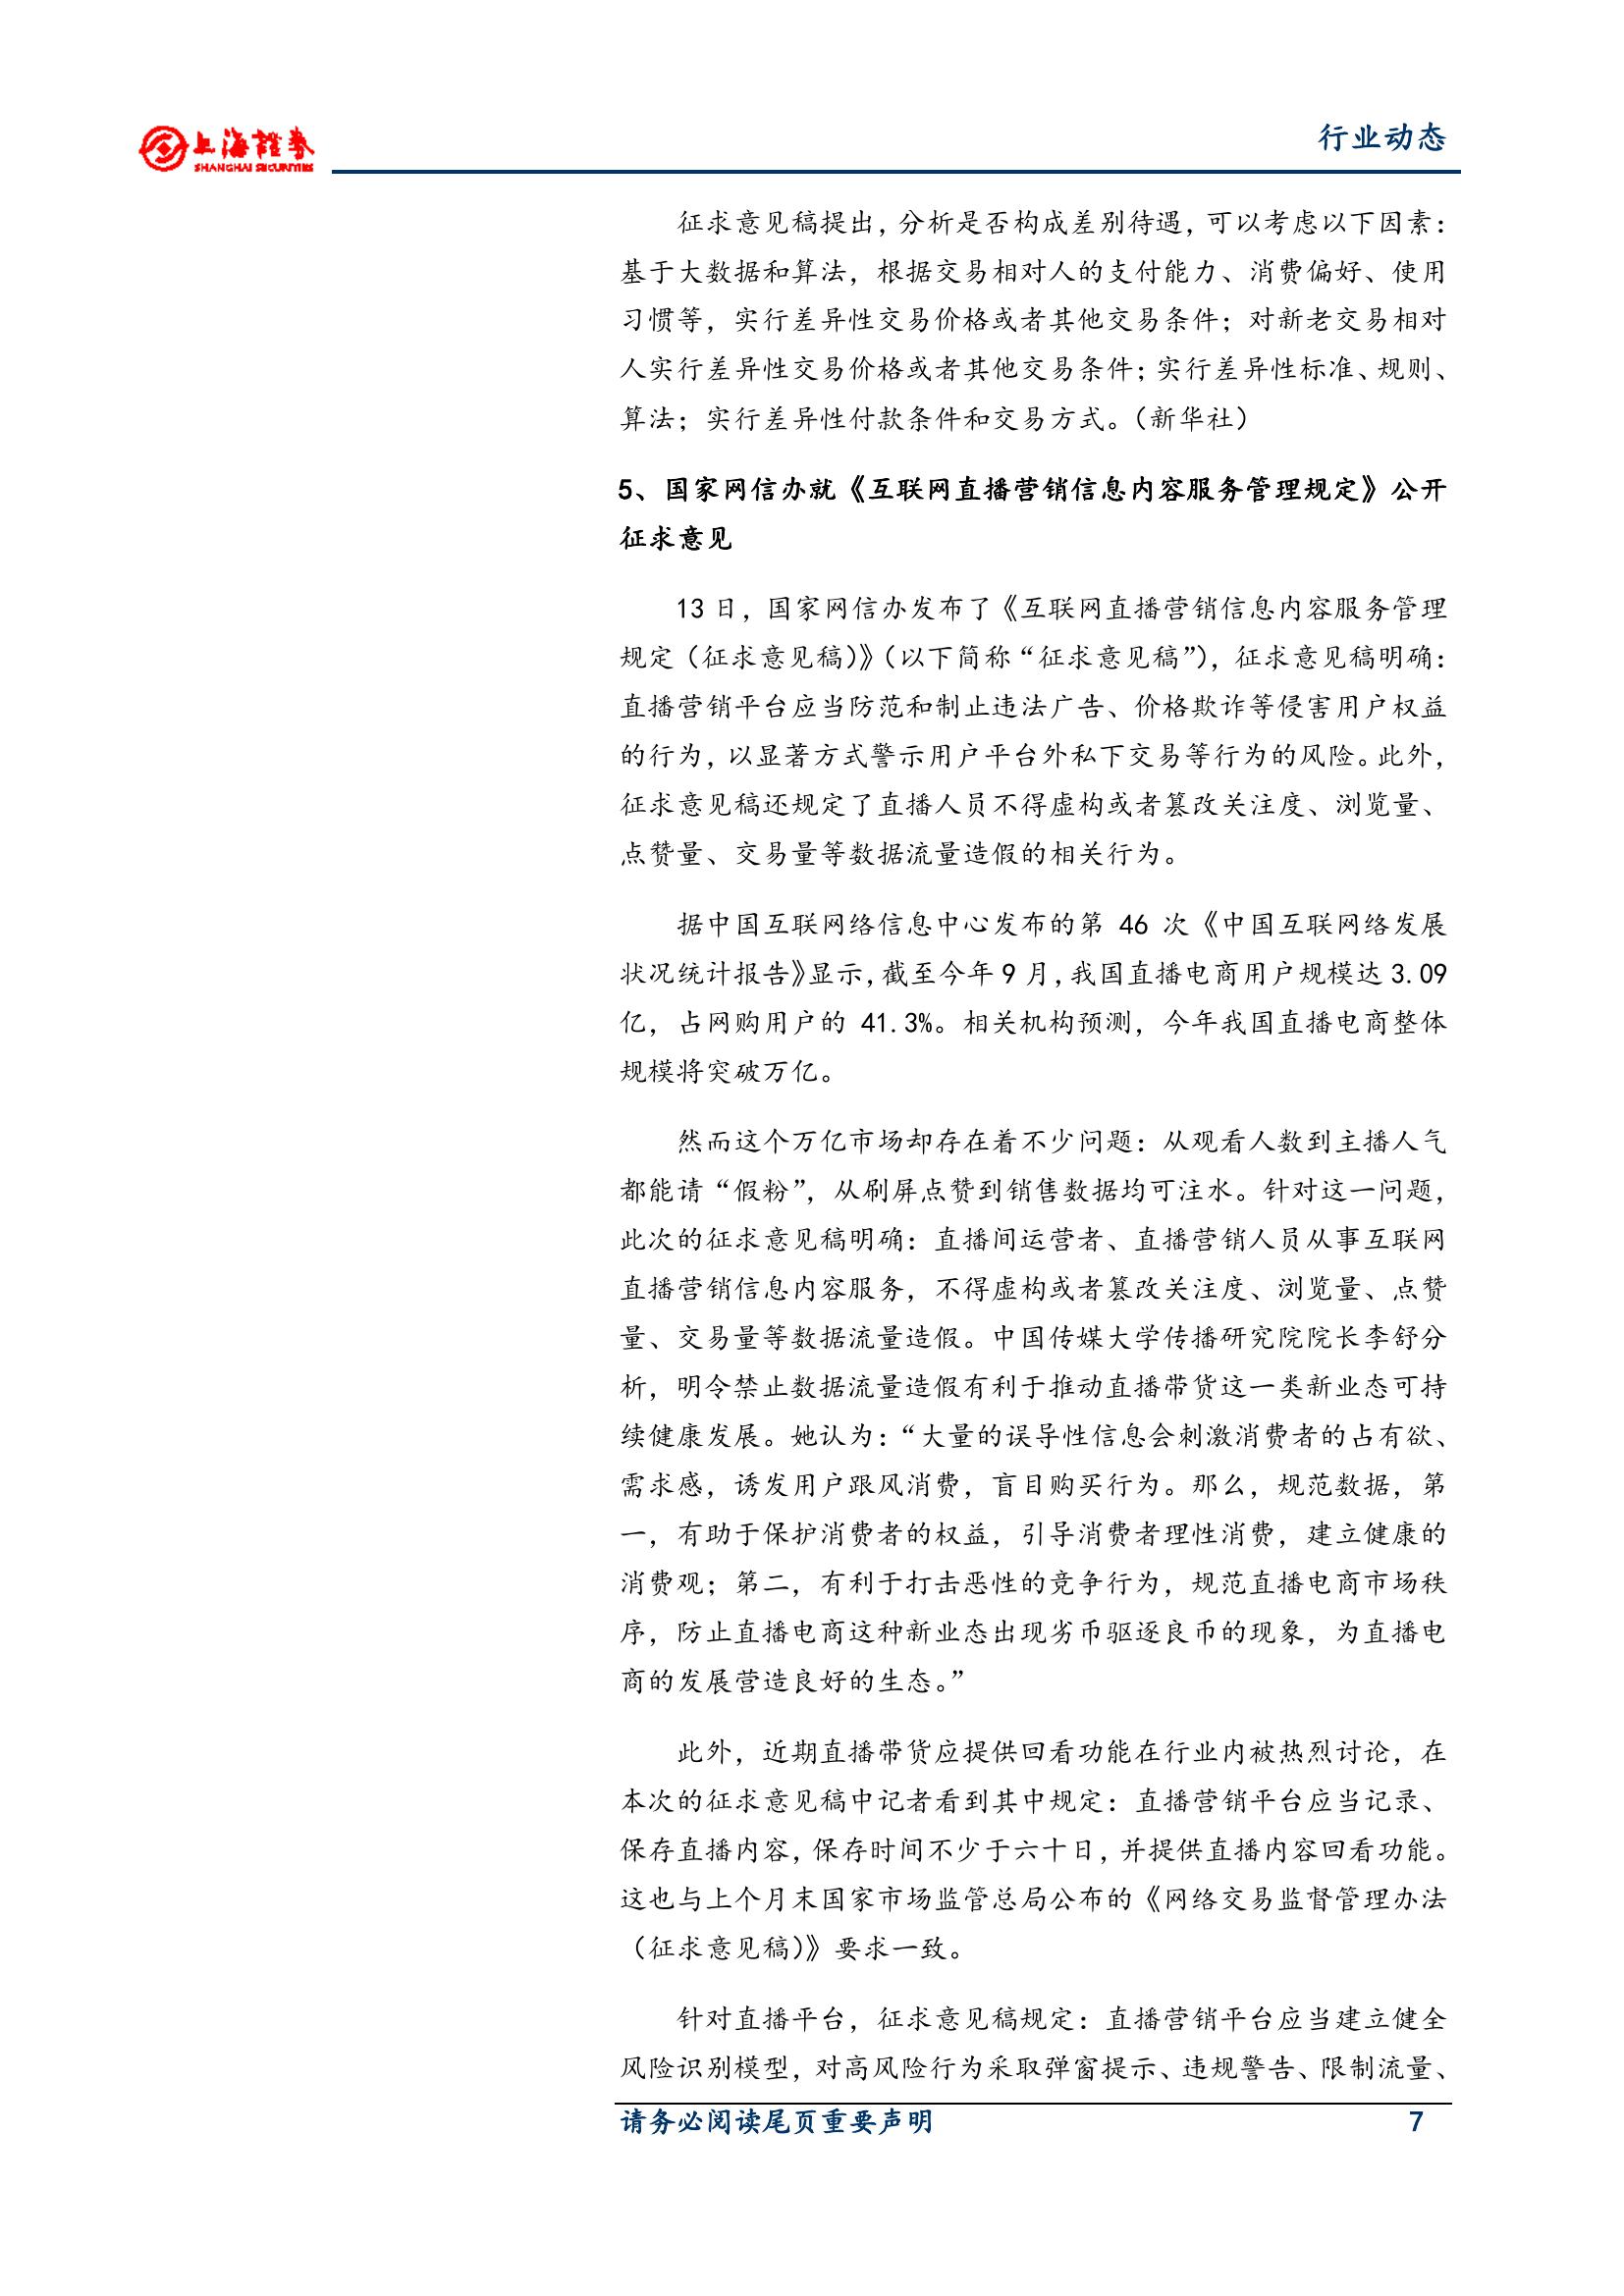 上海證券
SHANGHAI SECURITIES
行业动态
征求意见稿提出，分析是否构成差别待遇，可以考虑以下因素：
基于大数据和算法，根据交易相对人的支付能力、消费偏好、使用
习惯等，实行差异性交易价格或者其他交易条件；对新老交易相对
人实行差异性交易价格或者其他交易条件；实行差异性标准、规则、
算法；实行差异性付款条件和交易方式。（新华社）
5、国家网信办就《互联网直播营销信息内容服务管理规定》公开
征求意见
13 日，国家网信办发布了《互联网直播营销信息内容服务管理
规定（征求意见稿）》（以下简称“征求意见稿”），征求意见稿明确：
直播营销平台应当防范和制止违法广告、价格欺诈等侵害用户权益
的行为，以显著方式警示用户平台外私下交易等行为的风险。此外，
征求意见稿还规定了直播人员不得虚构或者篡改关注度、浏览量、
点赞量、交易量等数据流量造假的相关行为。
据中国互联网络信息中心发布的第 46 次《中国互联网络发展
状况统计报告》显示，截至今年 9 月，我国直播电商用户规模达 3.09
亿，占网购用户的 41.3%。相关机构预测，今年我国直播电商整体
规模将突破万亿。
然而这个万亿市场却存在着不少问题：从观看人数到主播人气
都能请“假粉”，从刷屏点赞到销售数据均可注水。针对这一问题，
此次的征求意见稿明确：直播间运营者、直播营销人员从事互联网
直播营销信息内容服务，不得虚构或者篡改关注度、浏览量、点赞
量、交易量等数据流量造假。中国传媒大学传播研究院院长李舒分
析，明令禁止数据流量造假有利于推动直播带货这一类新业态可持
续健康发展。她认为：“大量的误导性信息会刺激消费者的占有欲、
需求感，诱发用户跟风消费，盲目购买行为。那么，规范数据，第
一，有助于保护消费者的权益，引导消费者理性消费，建立健康的
消费观；第二，有利于打击恶性的竞争行为，规范直播电商市场秩
序，防止直播电商这种新业态出现劣币驱逐良币的现象，为直播电
商的发展营造良好的生态。”
此外，近期直播带货应提供回看功能在行业内被热烈讨论，在
本次的征求意见稿中记者看到其中规定：直播营销平台应当记录、
保存直播内容，保存时间不少于六十日，并提供直播内容回看功能。
这也与上个月末国家市场监管总局公布的《网络交易监督管理办法
（征求意见稿）》要求一致。
针对直播平台，征求意见稿规定：直播营销平台应当建立健全
风险识别模型，对高风险行为采取弹窗提示、违规警告、限制流量、
请务必阅读尾页重要声明 7